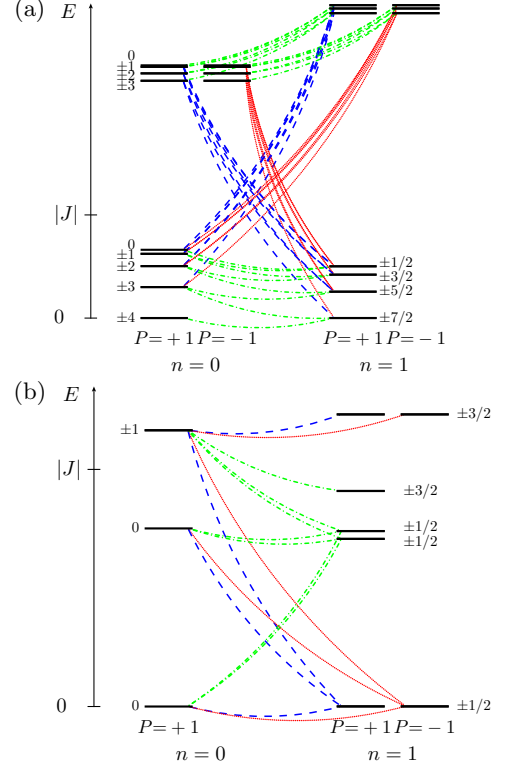 (a)
E
0
±1
±2
±3
|J|
0
±1
±2
±3
±4
0
±1/2
±3/2
±5/2
±7/2
P=+1 P=−1
P=+1 P=−1
n=0
n=1
(b)
E
±1
±3/2
|J|
±3/2
0
±1/2
±1/2
0
0
±1/2
P=+1
P=+1 P=−1
n=0
n=1